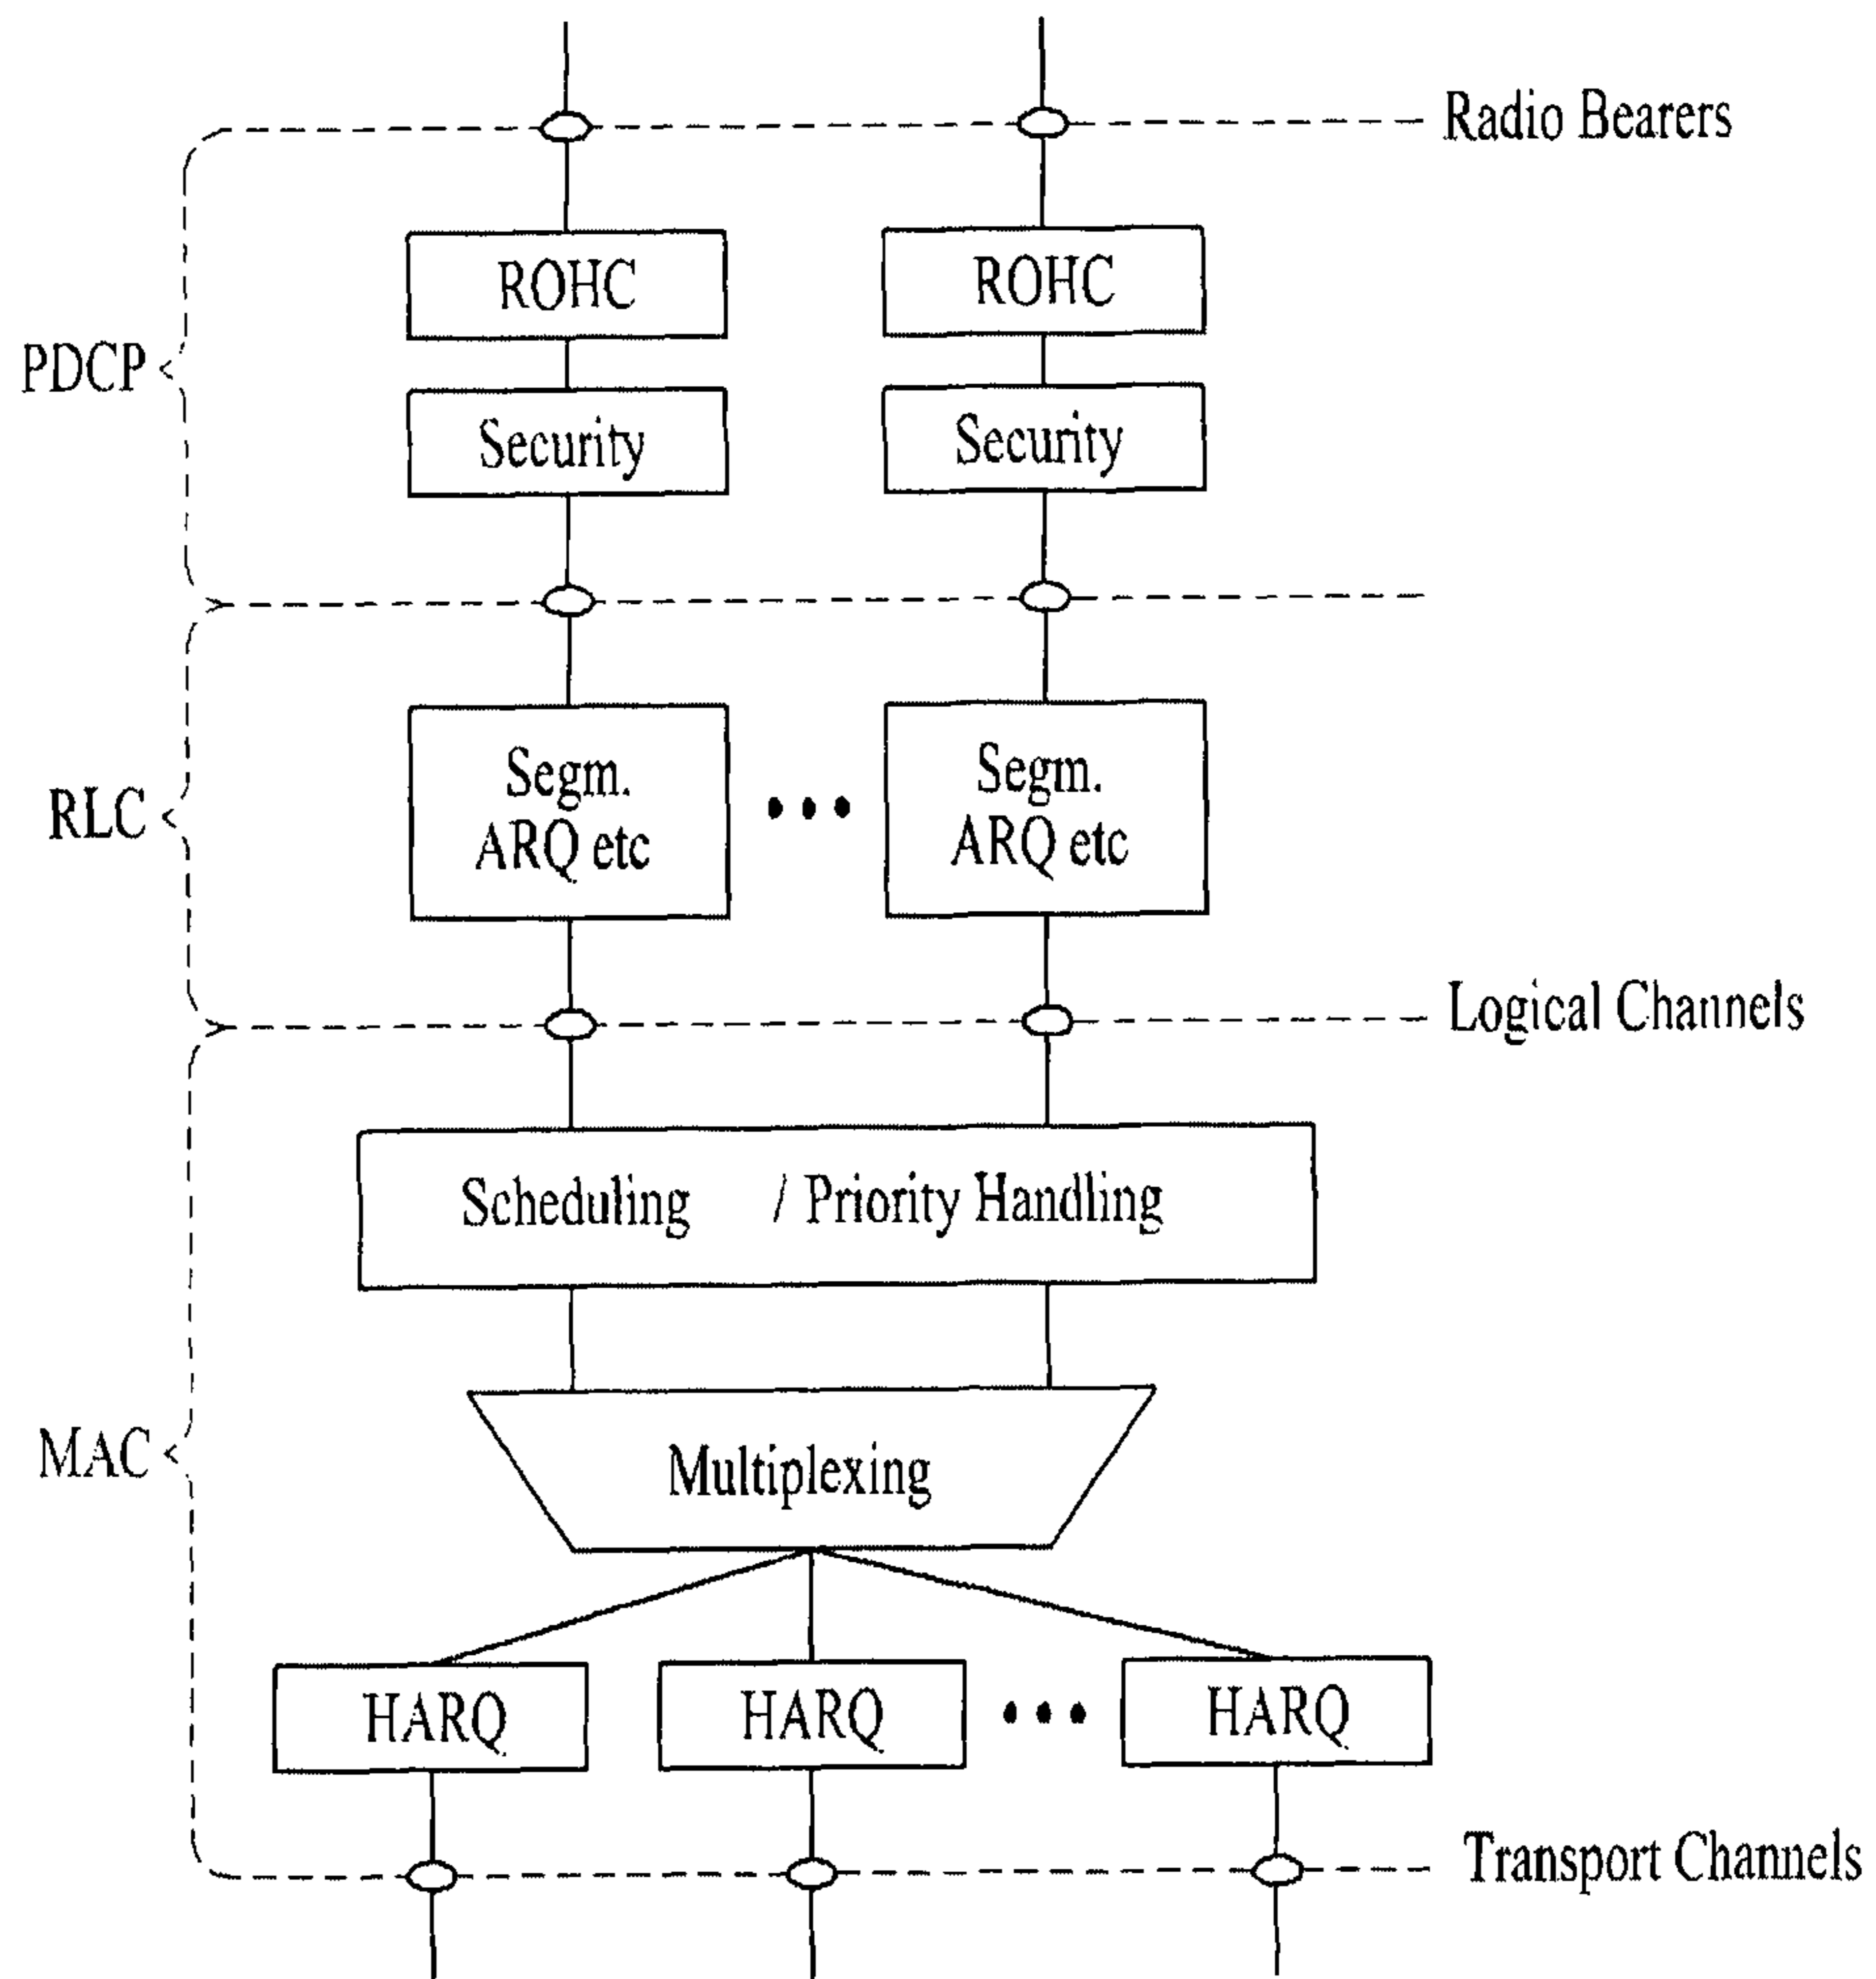 Radio Bearers
ROHC
ROHC
PDCP
Security
Security
Segm.
ARQ etc
Segm.
ARQ etc
RLC
Logical Channels
Scheduling / Priority Handling
MAC
Multiplexing
HARQ
HARQ
HARQ
Transport Channels